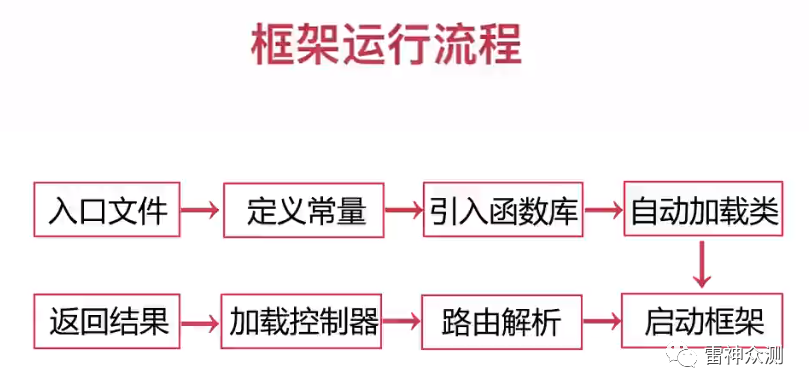 框架运行流程
入口文件
定义常量
引入函数库
自动加载类
返回结果
加载控制器
路由解析
启动框架
雷神众测